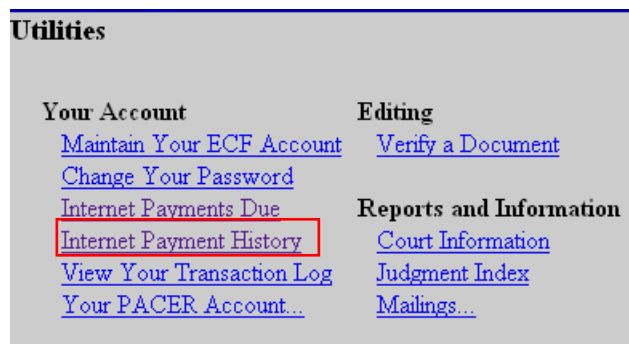 Utilities
Your Account
Maintain Your ECF Account
Change Your Password
Internet Payments Due
Internet Payment History
View Your Transaction Log
Your PACER Account...
Editing
Verify a Document
Reports and Information
Court Information
Judgment Index
Mailings...